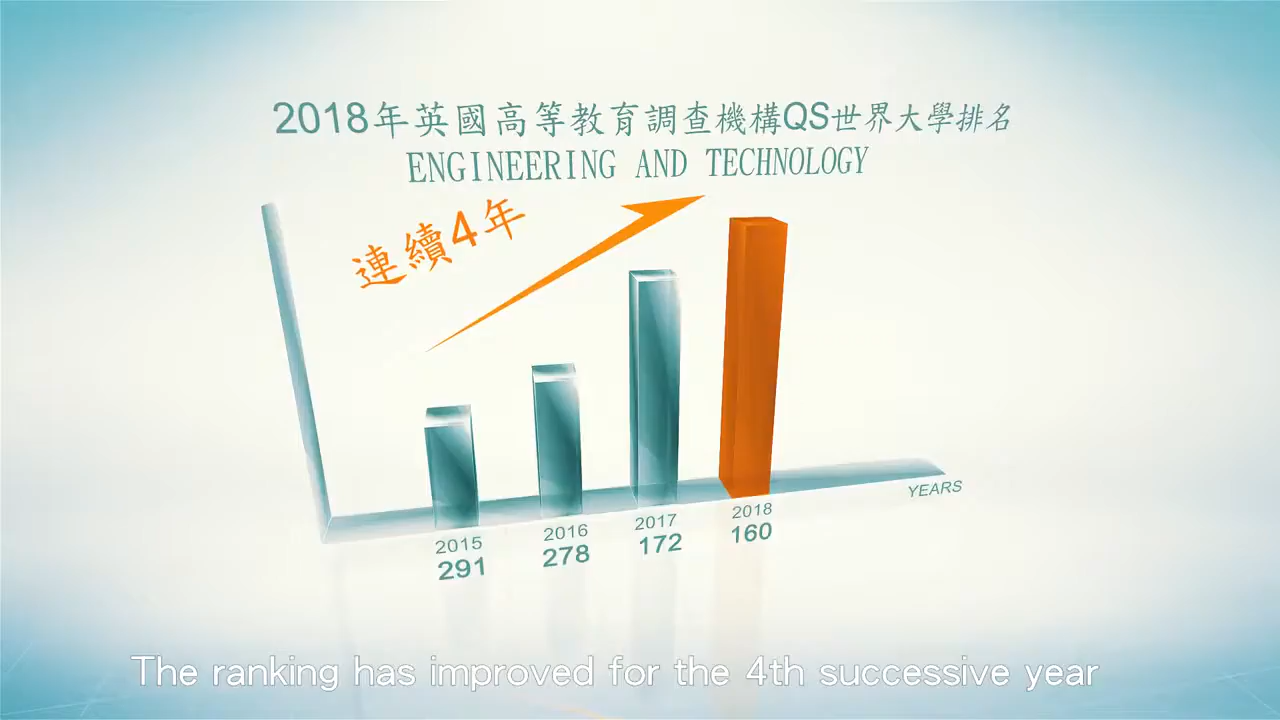 2018年英國高等教育調查機構QS世界大學排名
ENGINEERING AND TECHNOLOGY
連續4年
YEARS
2015
291
2016
278
2017
172
2018
160
The ranking has improved for the 4th successive year